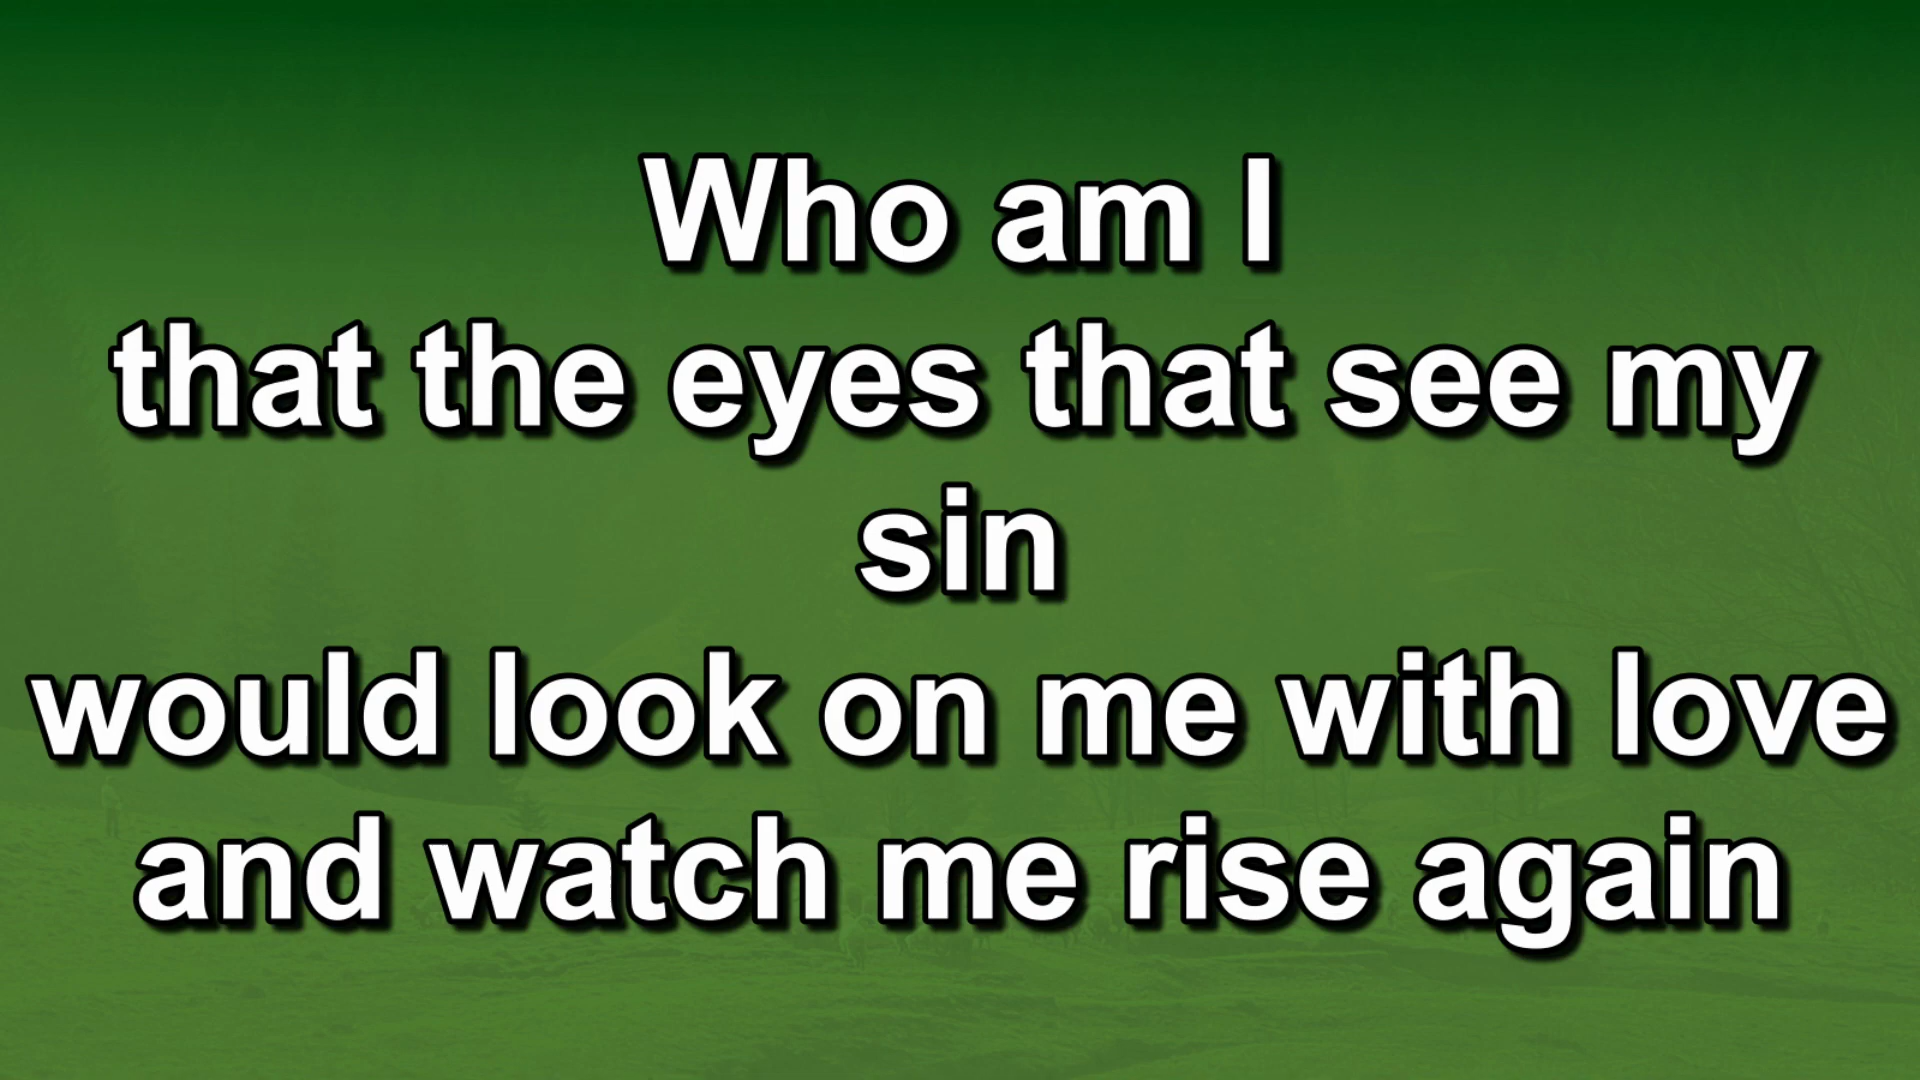 Who am I
that the eyes that see my
sin
would look on me with love
and watch me rise again